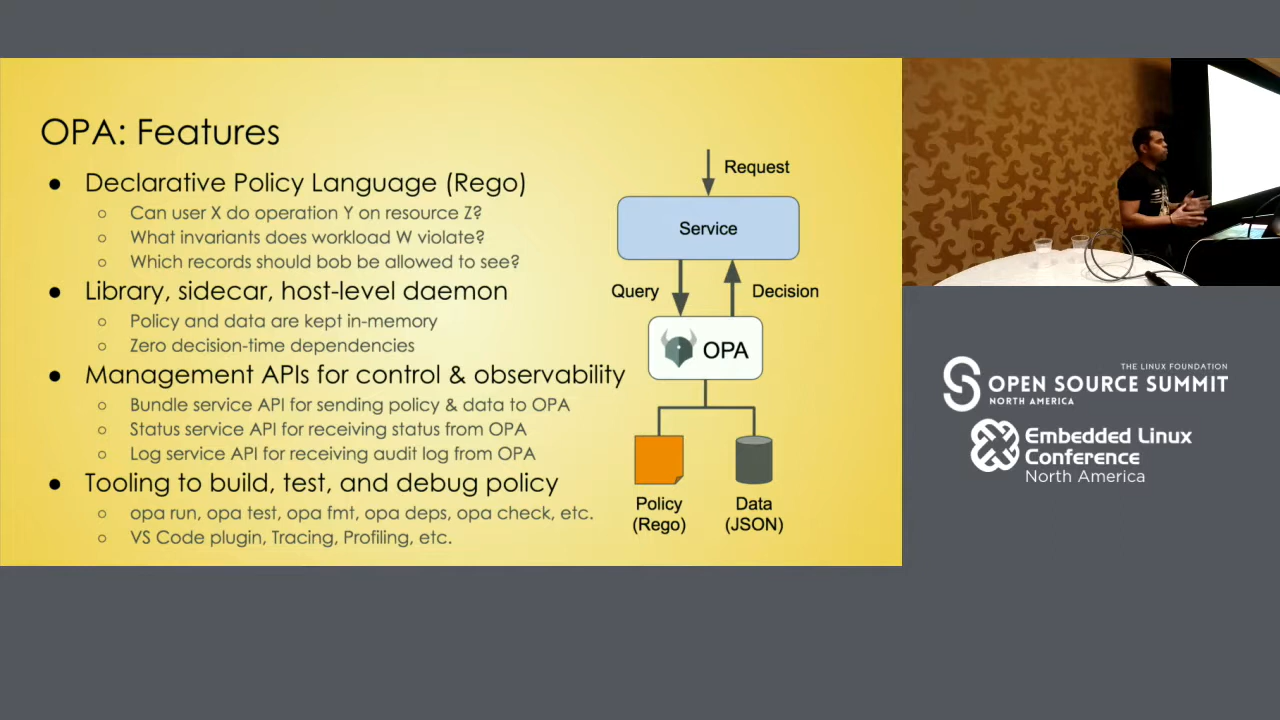 OPA: Features
● Declarative Policy Language (Rego)
○ Can user X do operation Y on resource Z?
○ What invariants does workload W violate?
○ Which records should bob be allowed to see?
● Library, sidecar, host-level daemon
○ Policy and data are kept in-memory
○ Zero decision-time dependencies
● Management APIs for control & observability
○ Bundle service API for sending policy & data to OPA
○ Status service API for receiving status from OPA
○ Log service API for receiving audit log from OPA
● Tooling to build, test, and debug policy
○ opa run, opa test, opa fmt, opa deps, opa check, etc.
○ VS Code plugin, Tracing, Profiling, etc.
Request
Service
Query
Decision
OPA
Policy
(Rego)
Data
(JSON)
THE LINUX FOUNDATION
OPEN SOURCE SUMMIT
NORTH AMERICA
Embedded Linux
Conference
North America